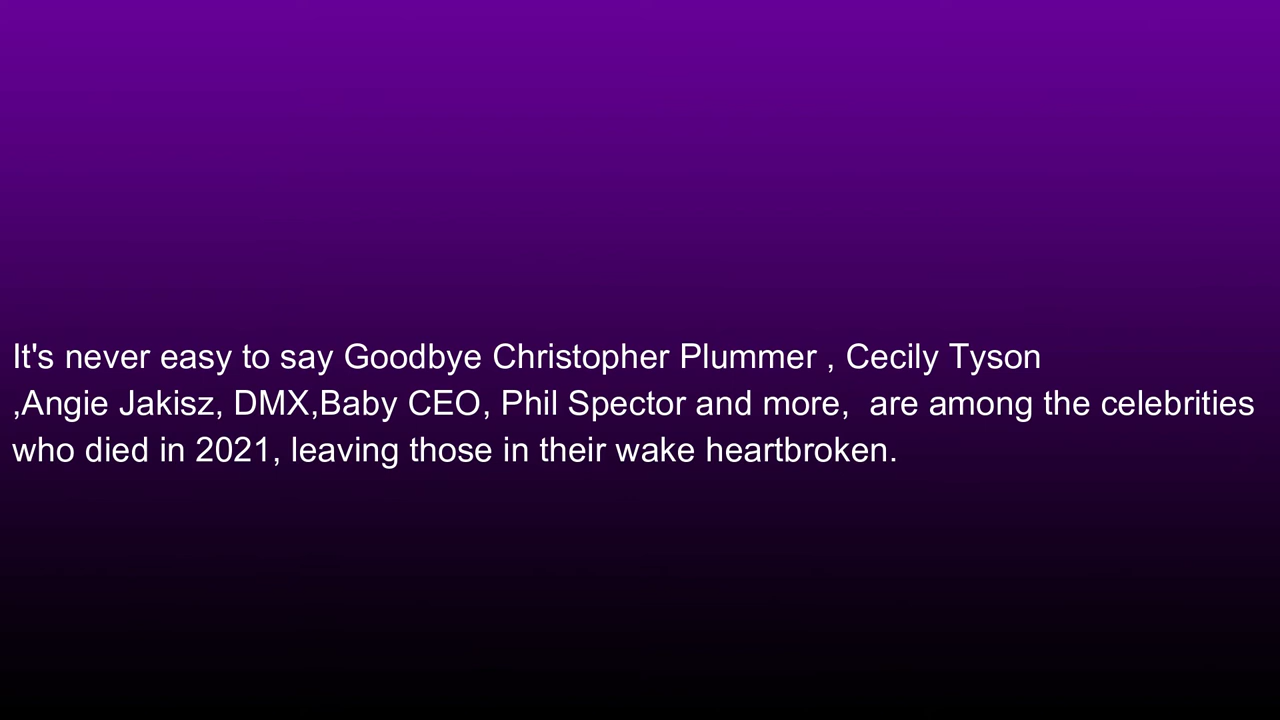 It's never easy to say Goodbye Christopher Plummer , Cecily Tyson
,Angie Jakisz, DMX,Baby CEO, Phil Spector and more,  are among the celebrities
who died in 2021, leaving those in their wake heartbroken.